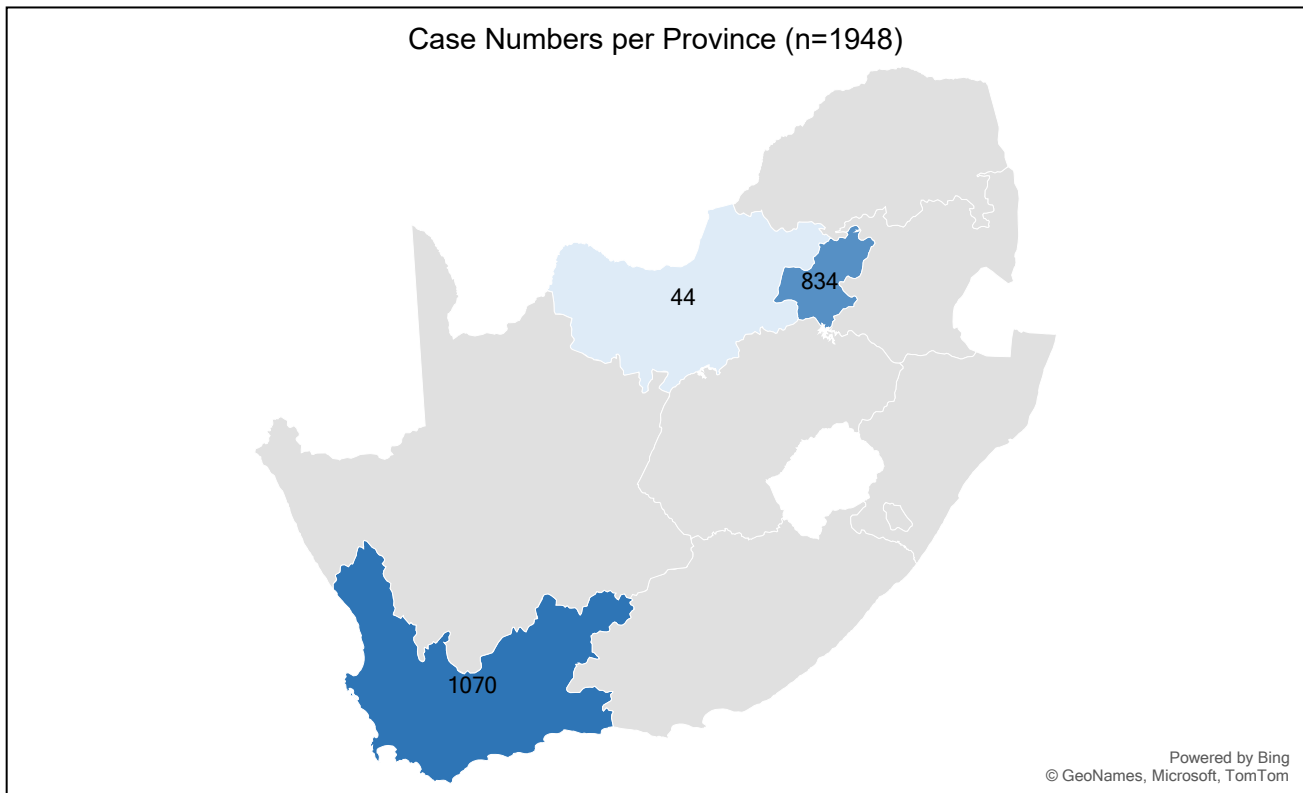 Case Numbers per Province (n=1948)
834
44
1070
Powered by Bing
© GeoNames, Microsoft, TomTom